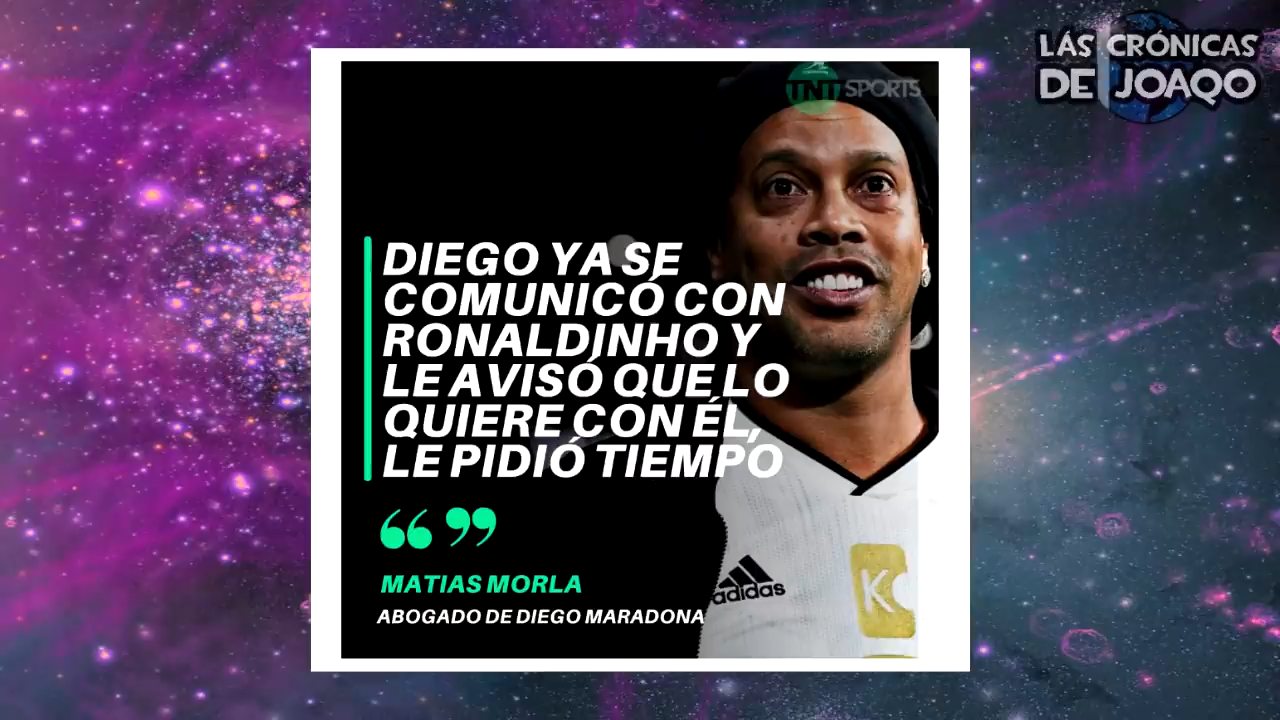 LAS CRÓNICAS
DE JOAQO
TNT SPORTS
DIEGO YA SE
COMUNICÓ CON
RONALDINHO Y
LE AVISÓ QUE LO
QUIERE CON ÉL,
LE PIDIÓ TIEMPO
“ ”
MATIAS MORLA
ABOGADO DE DIEGO MARADONA
adidas
K